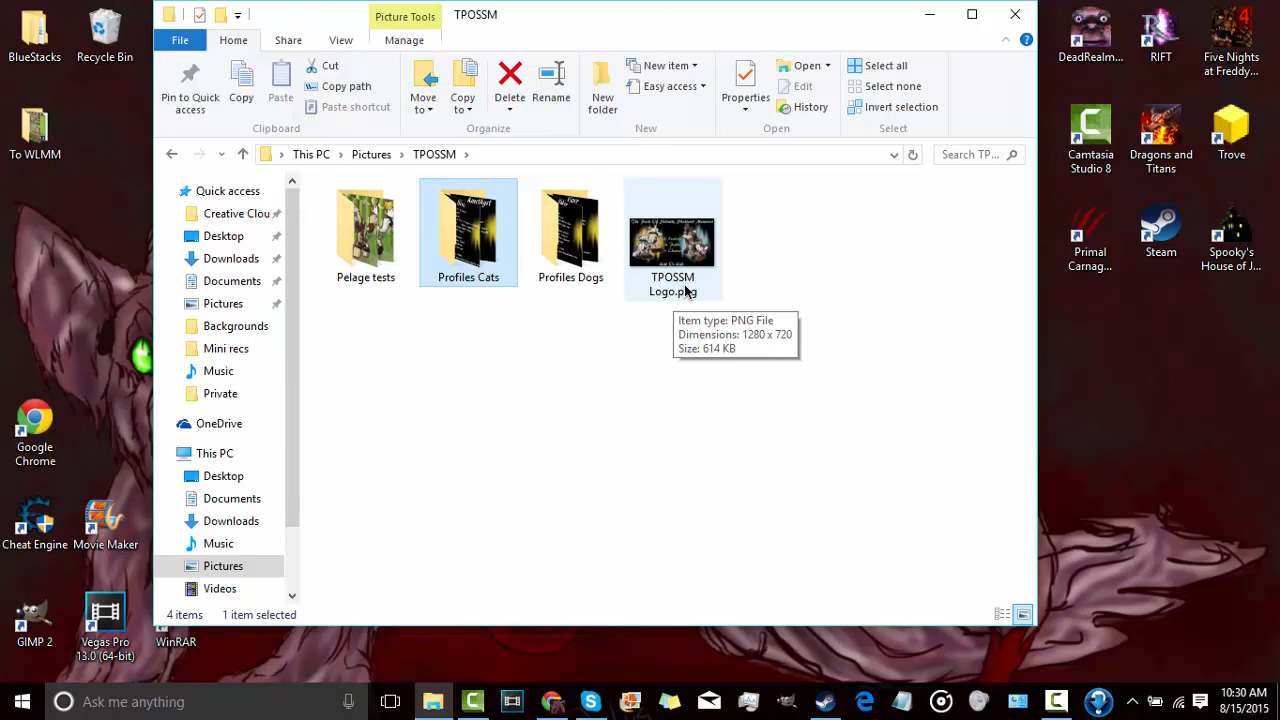 TPOSSM
Picture Tools
File
Home
Share
View
Manage
Pin to Quick
access
Copy
Paste
Cut
Copy path
Paste shortcut
Clipboard
Move
to
Copy
to
Delete
Rename
Organize
New
folder
New item
Easy access
New
Properties
Open
Edit
History
Open
Select all
Select none
Invert selection
Select
This PC
Pictures
TPOSSM
Search TP...
Quick access
Creative Clou
Desktop
Downloads
Documents
Pictures
Backgrounds
Mini recs
Music
Private
OneDrive
This PC
Desktop
Documents
Downloads
Music
Pictures
Videos
Pelage tests
Profiles Cats
Profiles Dogs
TPOSSM
Logo.png
Item type: PNG File
Dimensions: 1280 x 720
Size: 614 KB
4 items
1 item selected
BlueStacks
Recycle Bin
To WLMM
Google
Chrome
Cheat Engine
Movie Maker
GIMP 2
Vegas Pro
13.0 (64-bit)
WinRAR
DeadRealm...
RIFT
4
Five Nights
at Freddy...
Camtasia
Studio 8
Dragons and
Titans
Trove
Primal
Carnag...
Steam
Spooky's
House of J...
Ask me anything
10:30 AM
8/15/2015